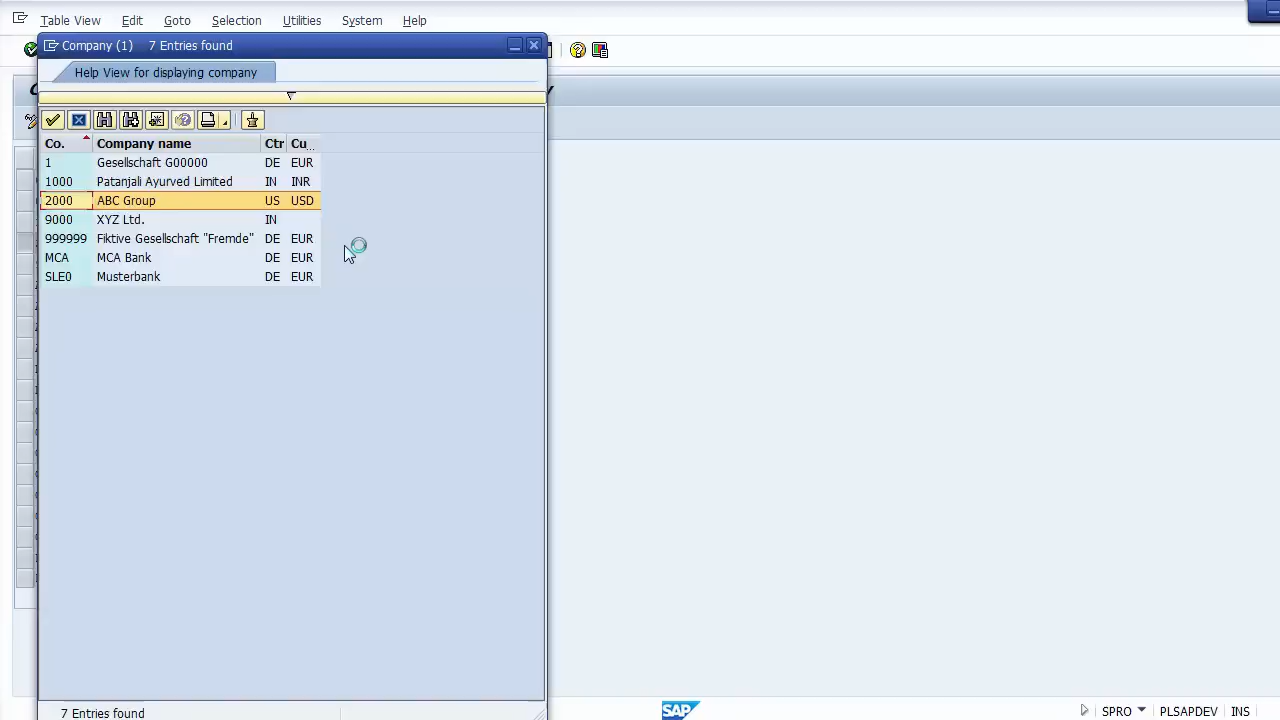 Table View Edit Goto Selection Utilities System Help
Company (1) 7 Entries found
Help View for displaying company
Co. Company name Ctr Cu...
1 Gesellschaft G00000 DE EUR
1000 Patanjali Ayurved Limited IN INR
2000 ABC Group US USD
9000 XYZ Ltd. IN
999999 Fiktive Gesellschaft "Fremde" DE EUR
MCA MCA Bank DE EUR
SLE0 Musterbank DE EUR
7 Entries found
SAP SPRO PLSAPDEV INS